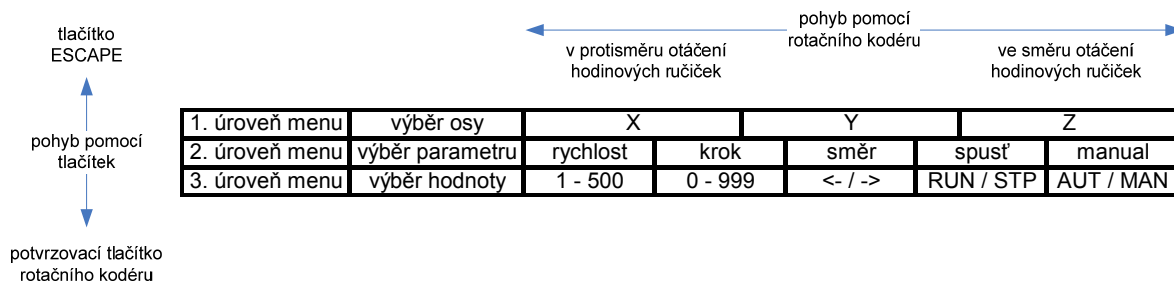 tlačítko
ESCAPE
pohyb pomocí
rotačního kodéru
v protisměru otáčení
hodinových ručiček
ve směru otáčení
hodinových ručiček
pohyb pomocí
tlačítek
1. úroveň menu výběr osy X Y Z
2. úroveň menu výběr parametru rychlost krok směr spusť manual
3. úroveň menu výběr hodnoty 1 - 500 0 - 999 <- / -> RUN / STP AUT / MAN
potvrzovací tlačítko
rotačního kodéru